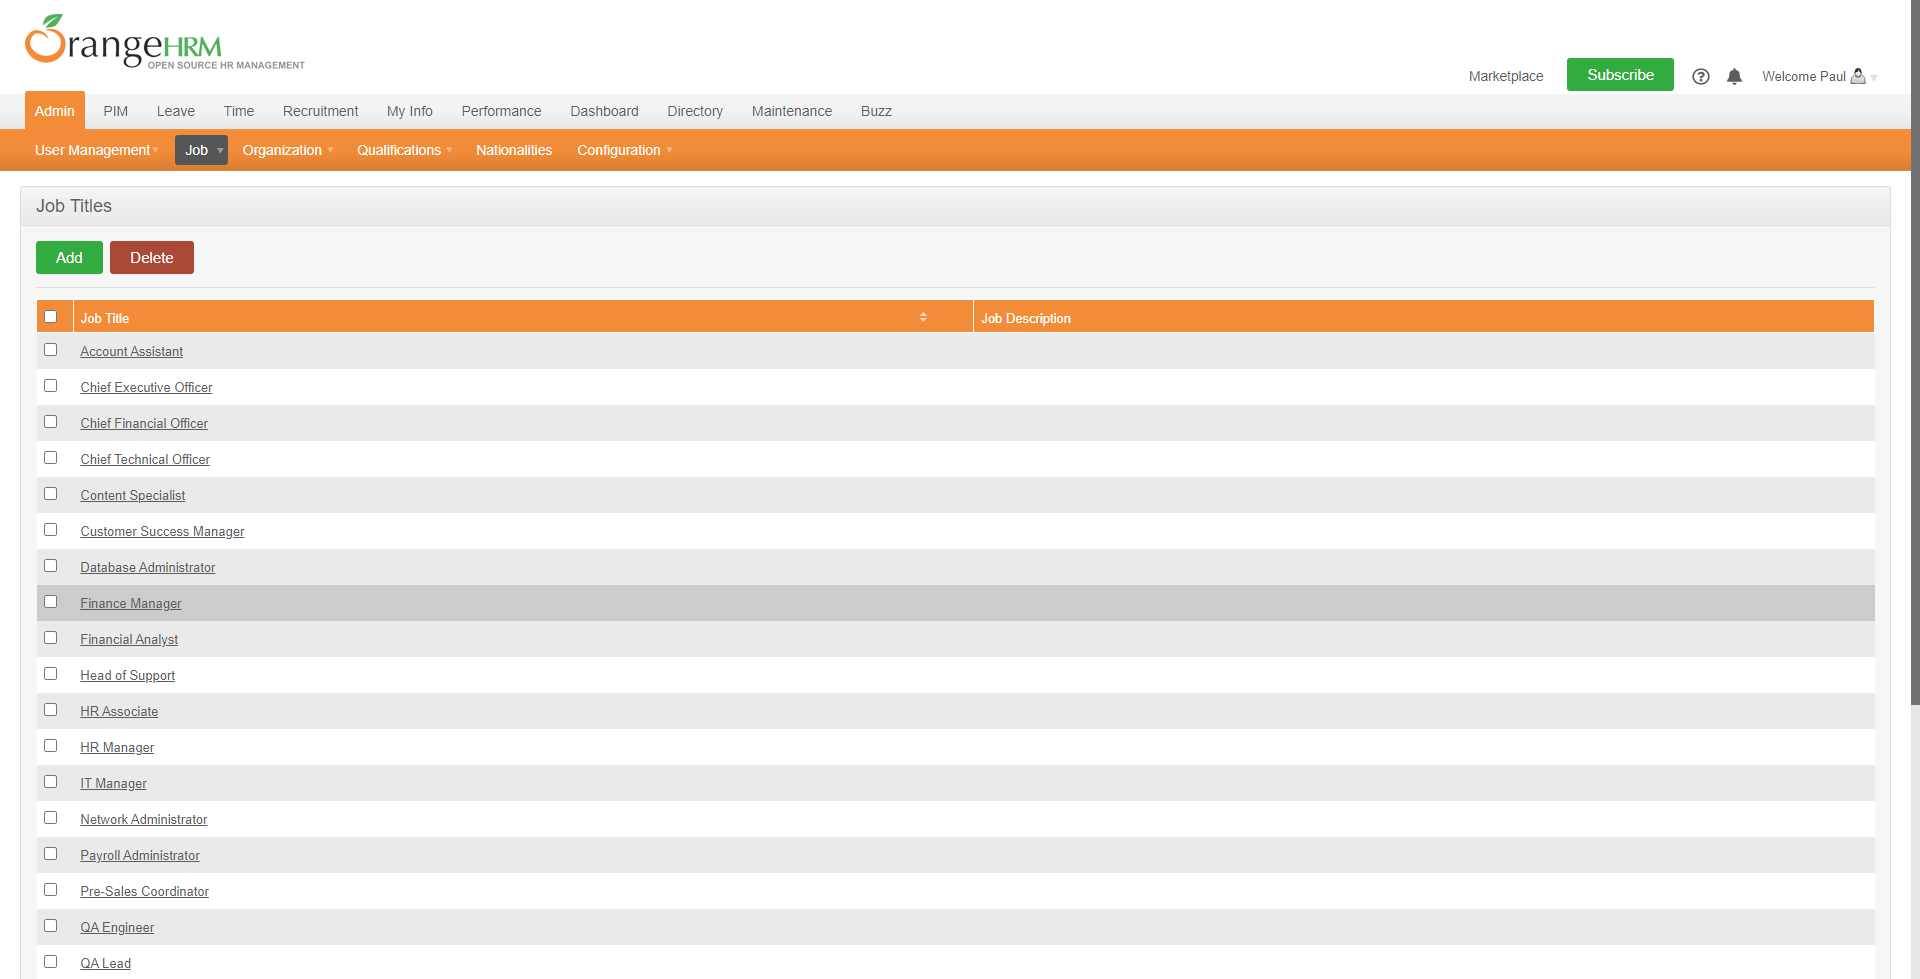 OrangeHRM
OPEN SOURCE HR MANAGEMENT
Marketplace Subscribe Welcome Paul
Admin PIM Leave Time Recruitment My Info Performance Dashboard Directory Maintenance Buzz
User Management Job Organization Qualifications Nationalities Configuration
Job Titles
Add Delete
Job Title Job Description
Account Assistant
Chief Executive Officer
Chief Financial Officer
Chief Technical Officer
Content Specialist
Customer Success Manager
Database Administrator
Finance Manager
Financial Analyst
Head of Support
HR Associate
HR Manager
IT Manager
Network Administrator
Payroll Administrator
Pre-Sales Coordinator
QA Engineer
QA Lead